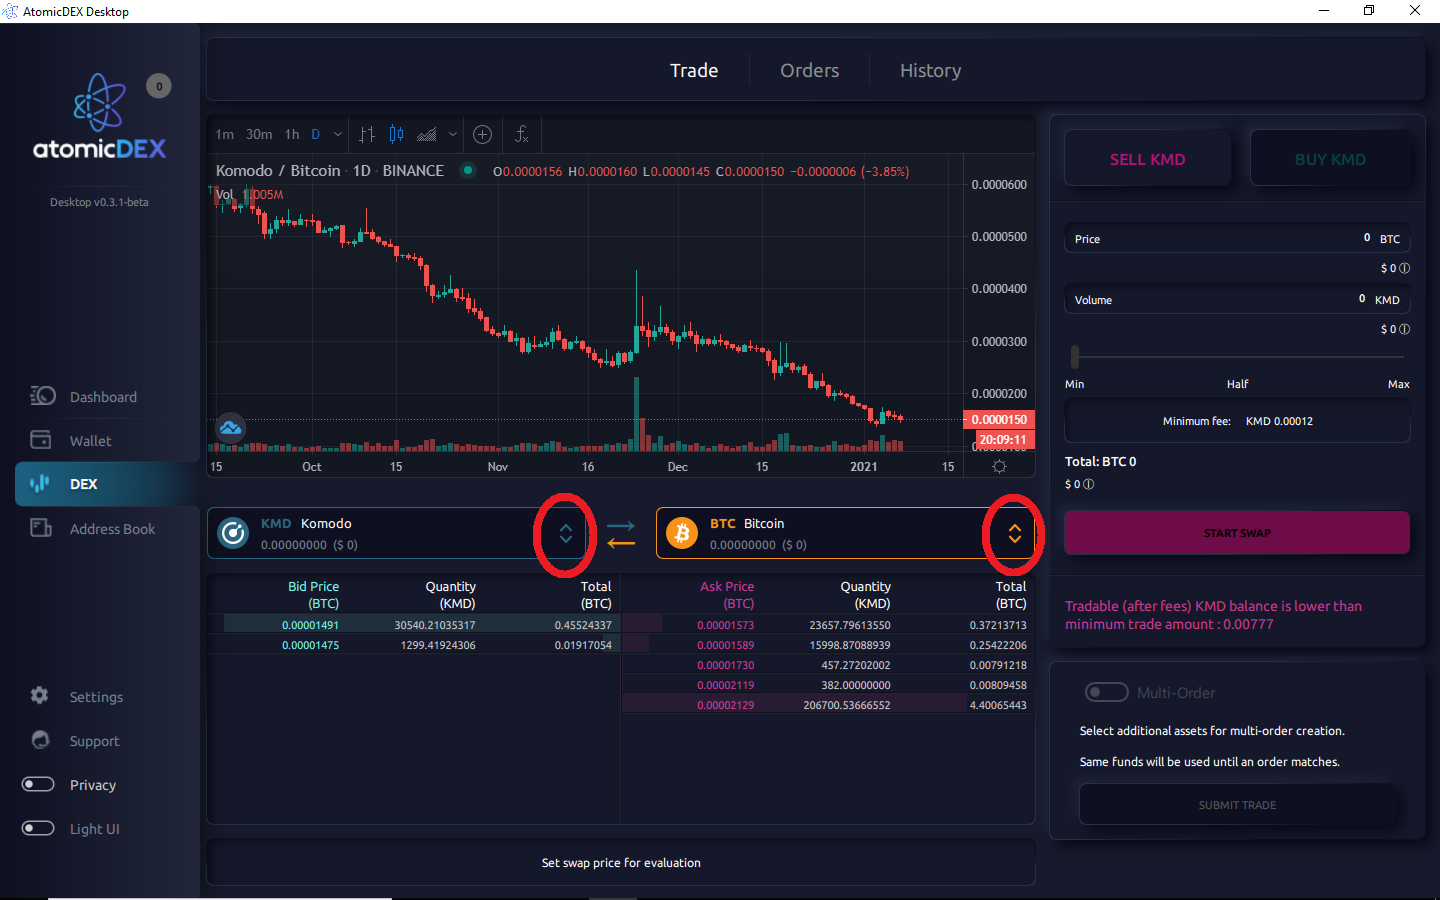 AtomicDEX Desktop
0
atomicDEX
Desktop v0.3.1-beta
Dashboard
Wallet
DEX
Address Book
Settings
Support
Privacy
Light UI
Trade
Orders
History
1m 30m 1h D
Komodo / Bitcoin · 1D · BINANCE O0.0000156 H0.0000160 L0.0000145 C0.0000150 −0.0000006 (−3.85%)
Vol 1.005M
0.0000600
0.0000500
0.0000400
0.0000300
0.0000200
0.0000150
20:09:11
15 Oct 15 Nov 16 Dec 15 2021 15
KMD Komodo
0.00000000 ($ 0)
BTC Bitcoin
0.00000000 ($ 0)
Bid Price (BTC) Quantity (KMD) Total (BTC)
0.00001491 30540.21035317 0.45524337
0.00001475 1299.41924306 0.01917054
Ask Price (BTC) Quantity (KMD) Total (BTC)
0.00001573 23657.79613550 0.37213713
0.00001589 15998.87088939 0.25422206
0.00001730 457.27202002 0.00791218
0.00002119 382.00000000 0.00809458
0.00002129 206700.53666552 4.40065443
Set swap price for evaluation
SELL KMD
BUY KMD
Price 0 BTC
$ 0
Volume 0 KMD
$ 0
Min Half Max
Minimum fee: KMD 0.00012
Total: BTC 0
$ 0
START SWAP
Tradable (after fees) KMD balance is lower than
minimum trade amount : 0.00777
Multi-Order
Select additional assets for multi-order creation.
Same funds will be used until an order matches.
SUBMIT TRADE